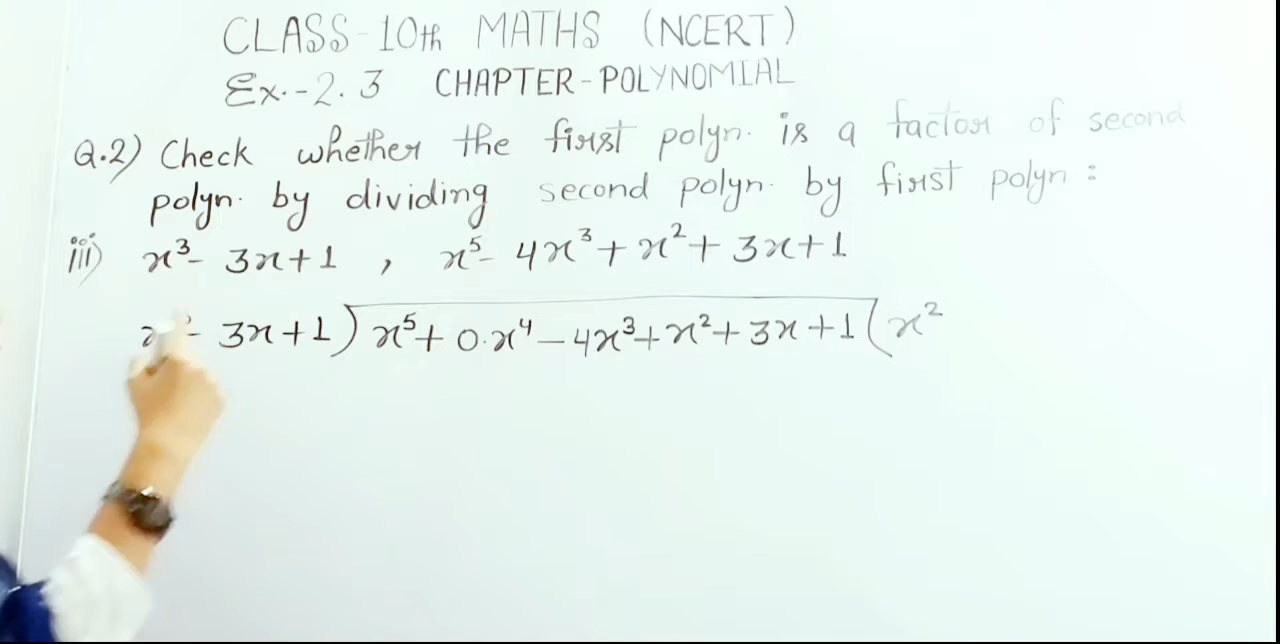 CLASS-10th MATHS (NCERT)
Ex.-2.3 CHAPTER-POLYNOMIAL
Q.2) Check whether the first polyn. is a factor of second
polyn. by dividing second polyn. by first polyn:
iii) x³- 3x+1 , x⁵- 4x³+x²+3x+1
- 3x+1)x⁵+0.x⁴-4x³+x²+3x+1(x²